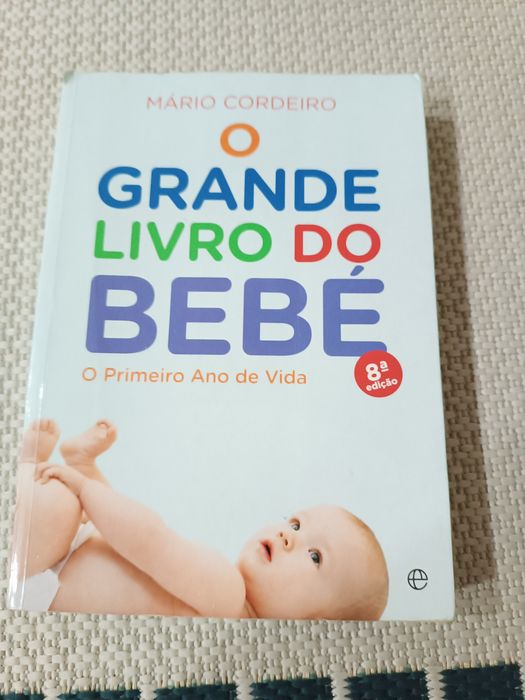 MÁRIO CORDEIRO
O
GRANDE
LIVRO DO
BEBÉ
O Primeiro Ano de Vida
8ª
edição